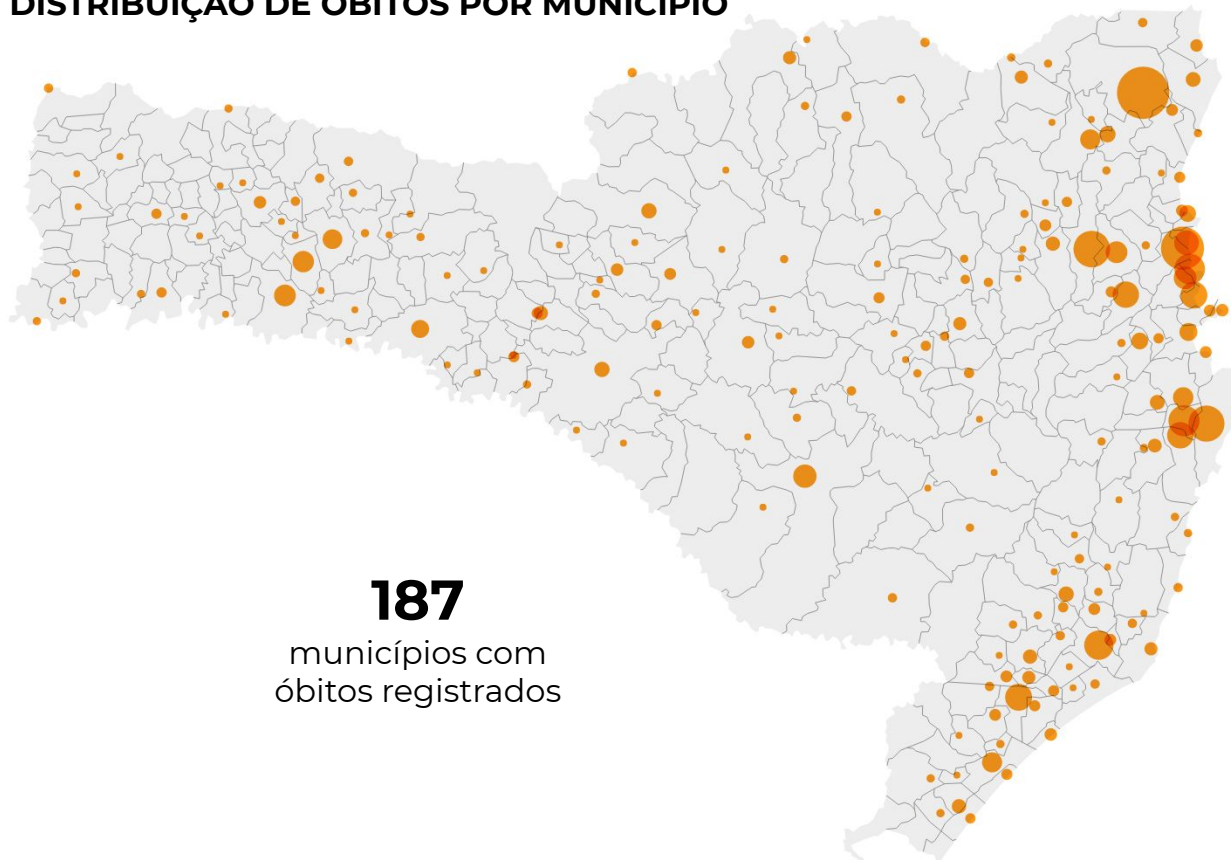 DISTRIBUIÇÃO DE ÓBITOS POR MUNICÍPIO
187
municípios com
óbitos registrados